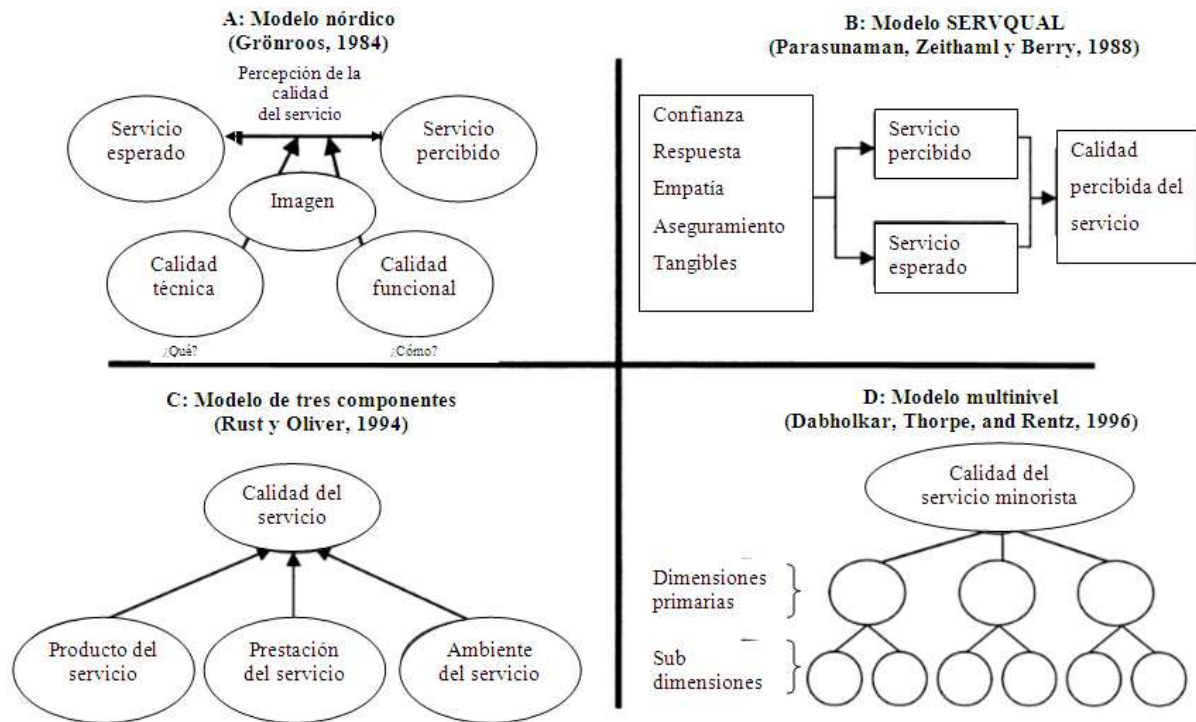 A: Modelo nórdico
(Grönroos, 1984)
Percepción de la
calidad
del servicio
Servicio
esperado
Servicio
percibido
Imagen
Calidad
técnica
Calidad
funcional
¿Qué?
¿Cómo?
B: Modelo SERVQUAL
(Parasunaman, Zeithaml y Berry, 1988)
Confianza
Respuesta
Empatía
Aseguramiento
Tangibles
Servicio
percibido
Servicio
esperado
Calidad
percibida del
servicio
C: Modelo de tres componentes
(Rust y Oliver, 1994)
Calidad del
servicio
Producto del
servicio
Prestación
del servicio
Ambiente
del servicio
D: Modelo multinivel
(Dabholkar, Thorpe, and Rentz, 1996)
Calidad del
servicio minorista
Dimensiones
primarias
Sub
dimensiones